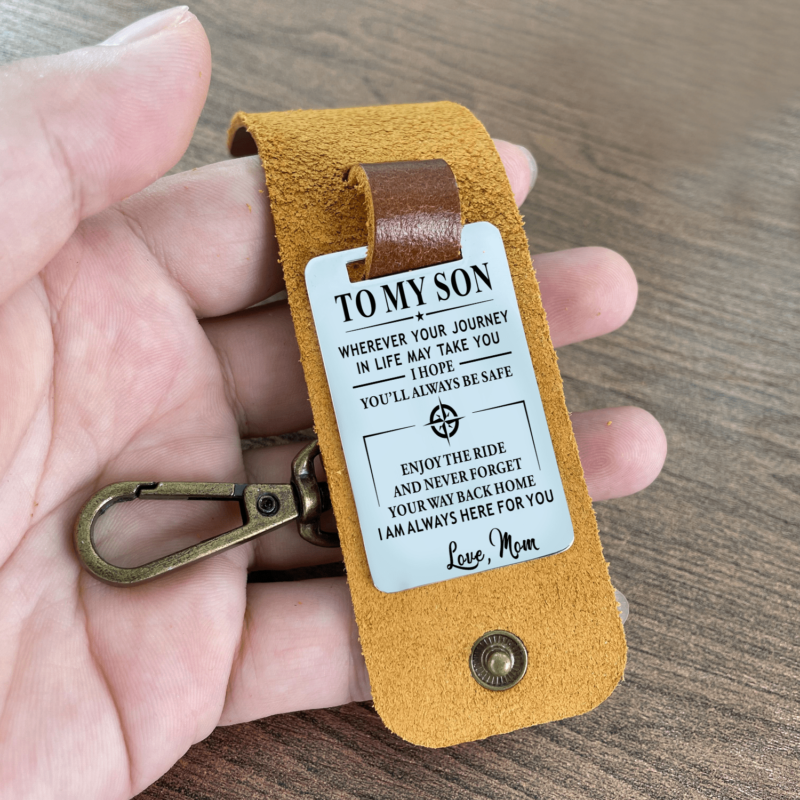 TO MY SON
WHEREVER YOUR JOURNEY
IN LIFE MAY TAKE YOU
I HOPE
YOU'LL ALWAYS BE SAFE
ENJOY THE RIDE
AND NEVER FORGET
YOUR WAY BACK HOME
I AM ALWAYS HERE FOR YOU
Love, Mom